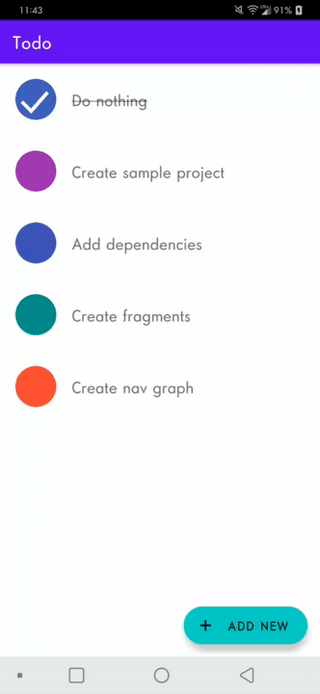 11:43
91%
Todo
Do nothing
Create sample project
Add dependencies
Create fragments
Create nav graph
+ ADD NEW